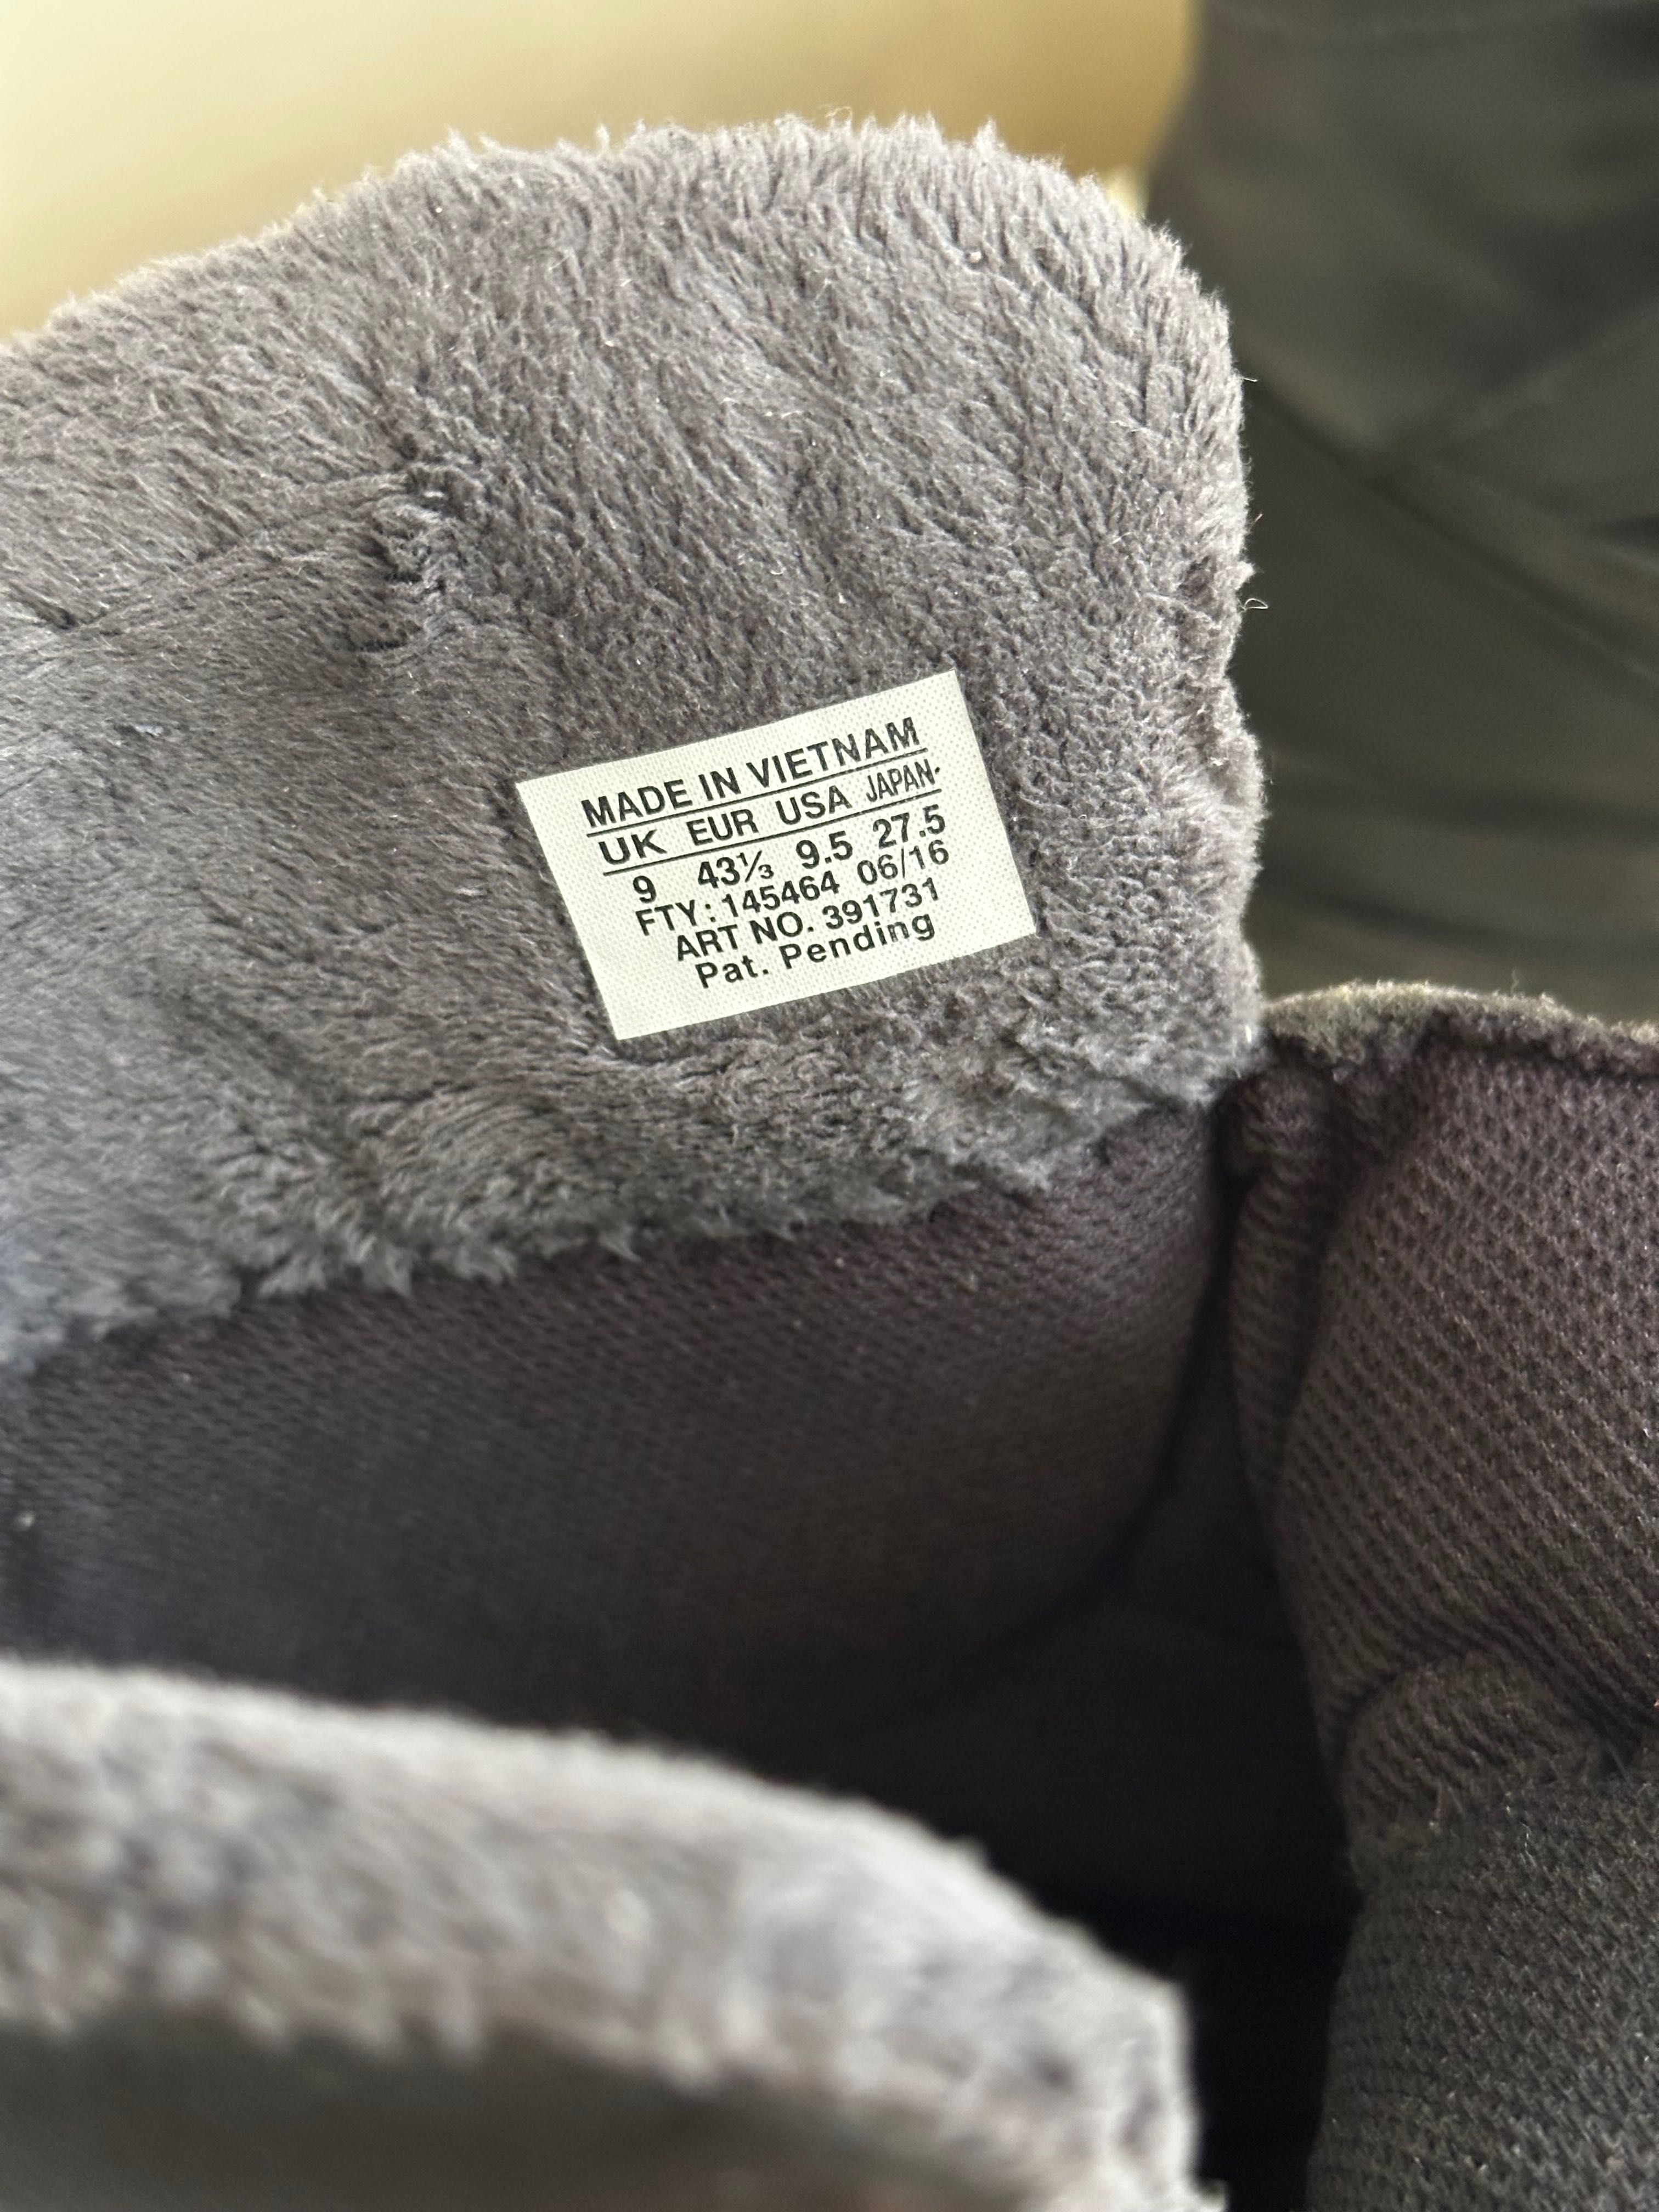 MADE IN VIETNAM
UK EUR USA JAPAN
9 43⅓ 9.5 27.5
FTY: 145464 06/16
ART NO. 391731
Pat. Pending